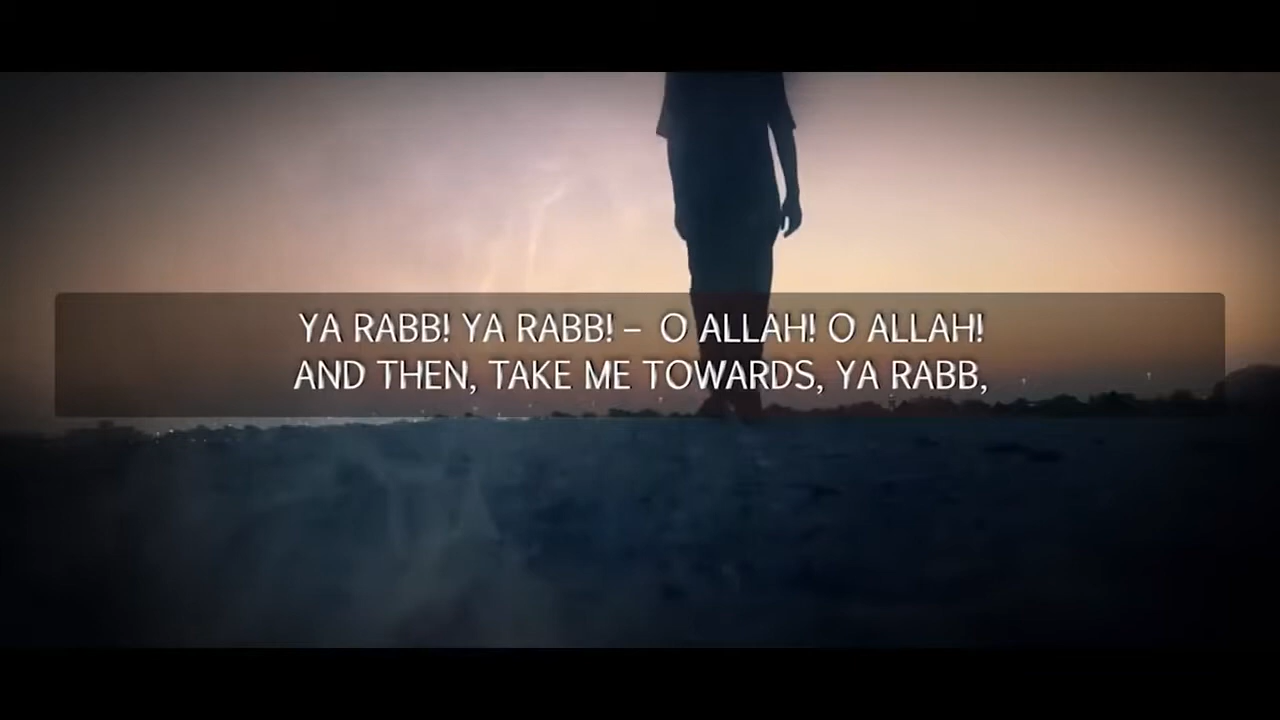 YA RABB! YA RABB! – O ALLAH! O ALLAH!
AND THEN, TAKE ME TOWARDS, YA RABB,